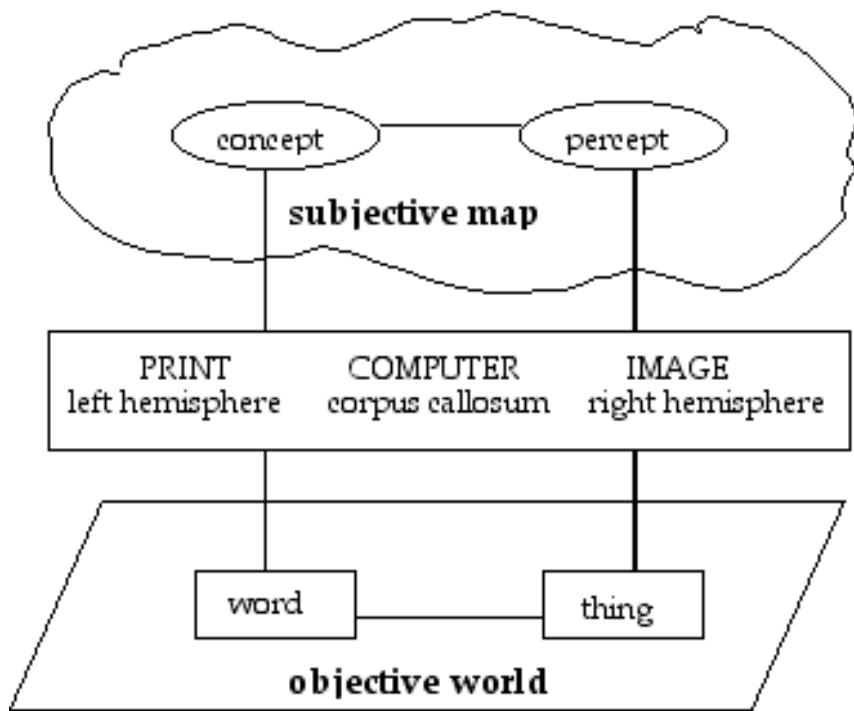 concept percept
subjective map
PRINT COMPUTER IMAGE
left hemisphere corpus callosum right hemisphere
word thing
objective world